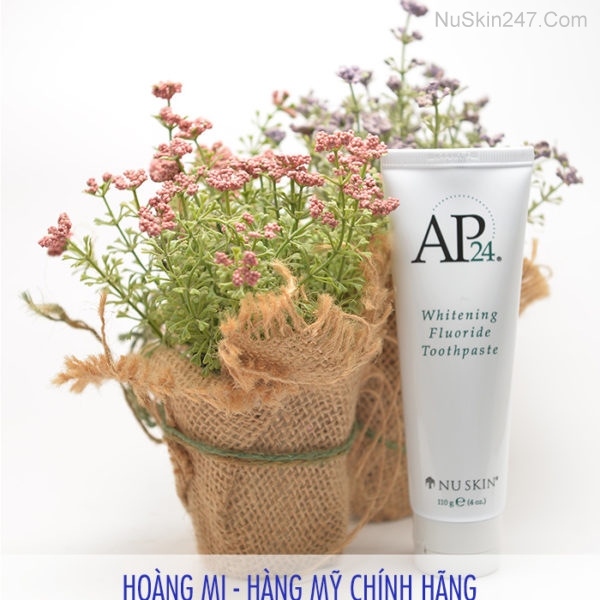 NuSkin247.Com
AP24®
Whitening
Fluoride
Toothpaste
NU SKIN®
110 g ℮ (4 oz.)
HOÀNG MI - HÀNG MỸ CHÍNH HÃNG